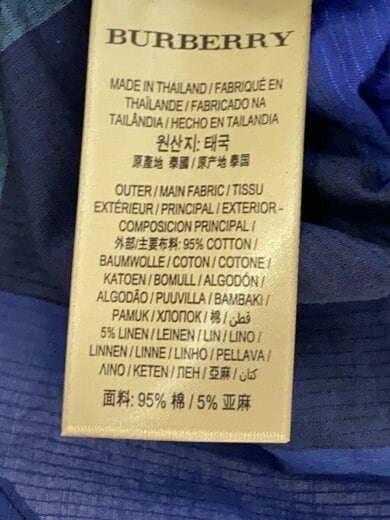 BURBERRY
MADE IN THAILAND / FABRIQUÉ EN
THAÏLANDE / FABRICADO NA
TAILÂNDIA / HECHO EN TAILANDIA
원산지: 태국
原產地 泰國 / 原产地 泰国
OUTER / MAIN FABRIC / TISSU
EXTÉRIEUR / PRINCIPAL / EXTERIOR -
COMPOSICION PRINCIPAL /
外部/主要布料: 95% COTTON /
BAUMWOLLE / COTON / COTONE /
KATOEN / BOMULL / ALGODÓN /
ALGODÃO / PUUVILLA / BAMBAKI /
PAMUK / ХЛОПОК / 棉 / قطن /
5% LINEN / LEINEN / LIN / LINO /
LINNEN / LINNE / LINHO / PELLAVA /
ΛΙΝΟ / KETEN / ЛЕН / 亞麻 / كتان /
面料: 95% 棉 / 5% 亚麻